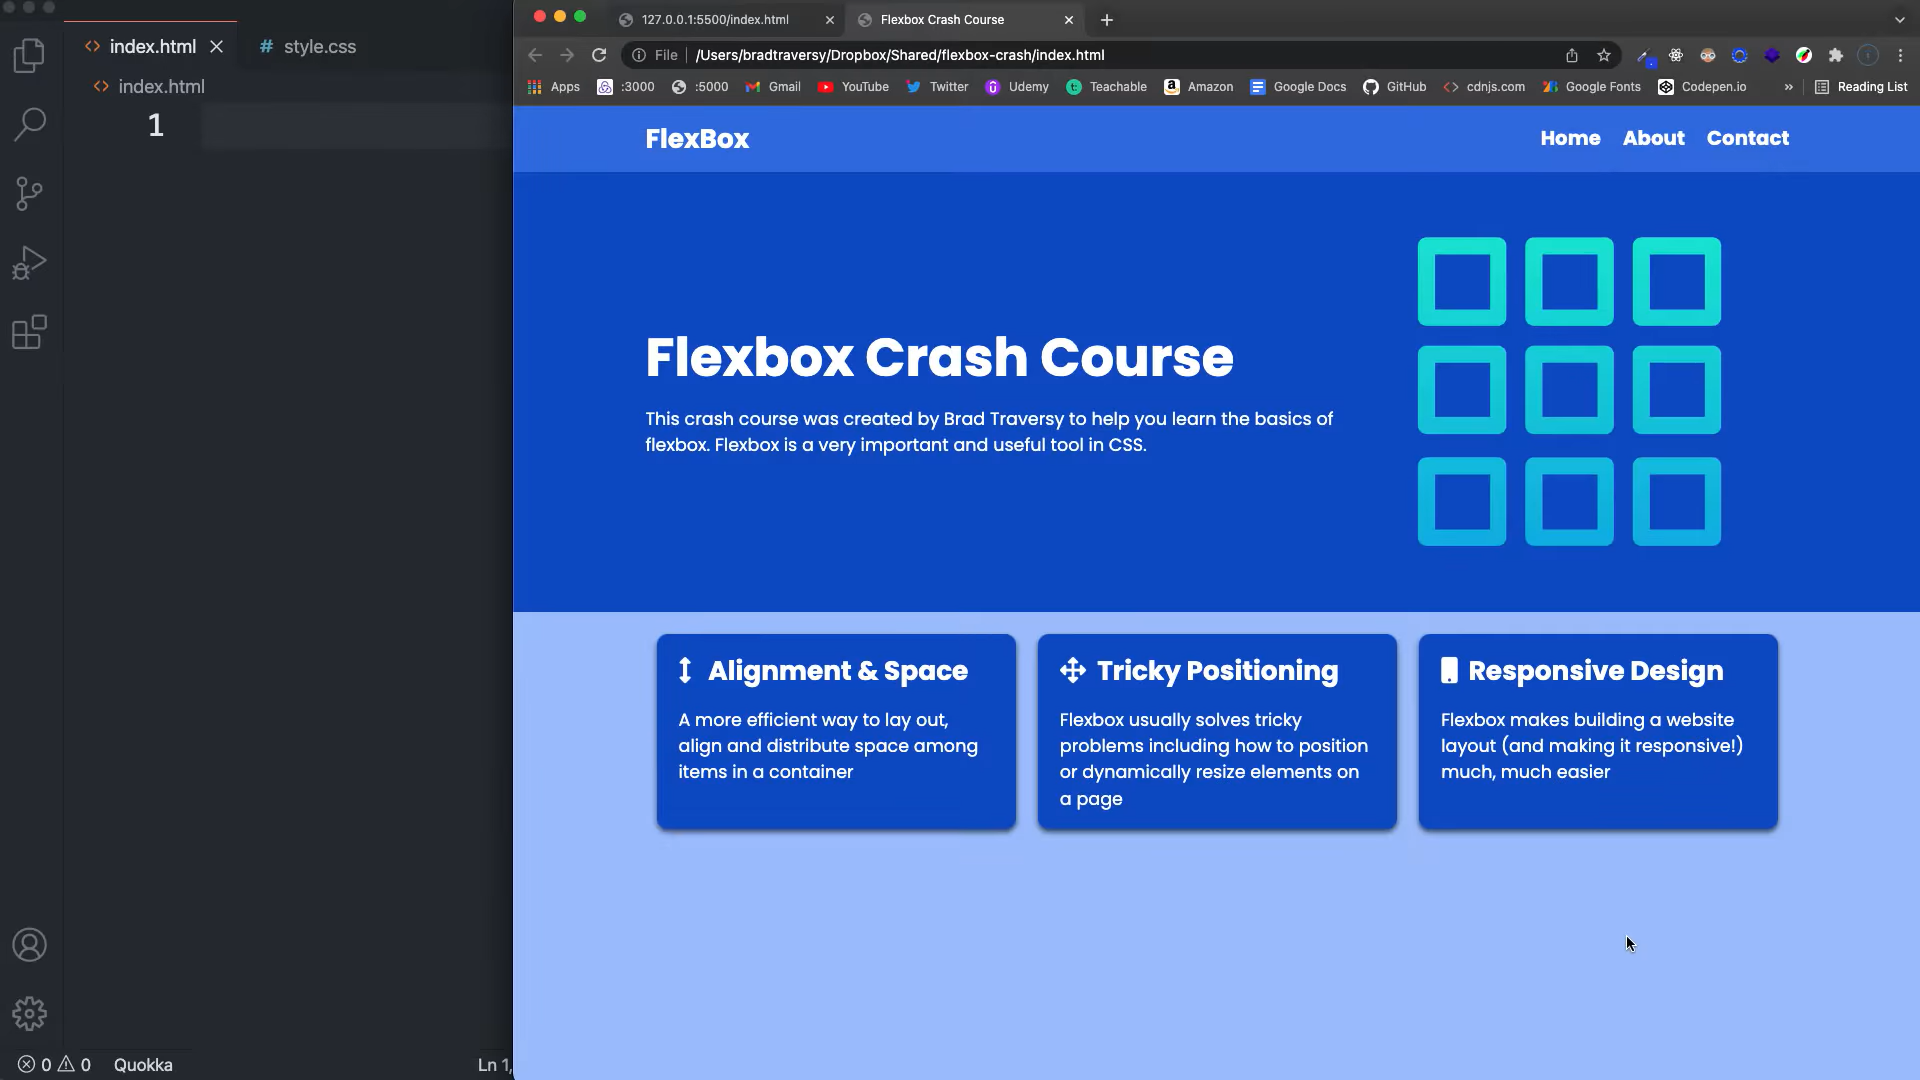 index.html
style.css
index.html
1
0
0
Quokka
Ln 1,
127.0.0.1:5500/index.html
Flexbox Crash Course
File
/Users/bradtraversy/Dropbox/Shared/flexbox-crash/index.html
Apps
:3000
:5000
Gmail
YouTube
Twitter
Udemy
Teachable
Amazon
Google Docs
GitHub
cdnjs.com
Google Fonts
Codepen.io
»
Reading List
FlexBox
Home
About
Contact
Flexbox Crash Course
This crash course was created by Brad Traversy to help you learn the basics of
flexbox. Flexbox is a very important and useful tool in CSS.
Alignment & Space
A more efficient way to lay out,
align and distribute space among
items in a container
Tricky Positioning
Flexbox usually solves tricky
problems including how to position
or dynamically resize elements on
a page
Responsive Design
Flexbox makes building a website
layout (and making it responsive!)
much, much easier